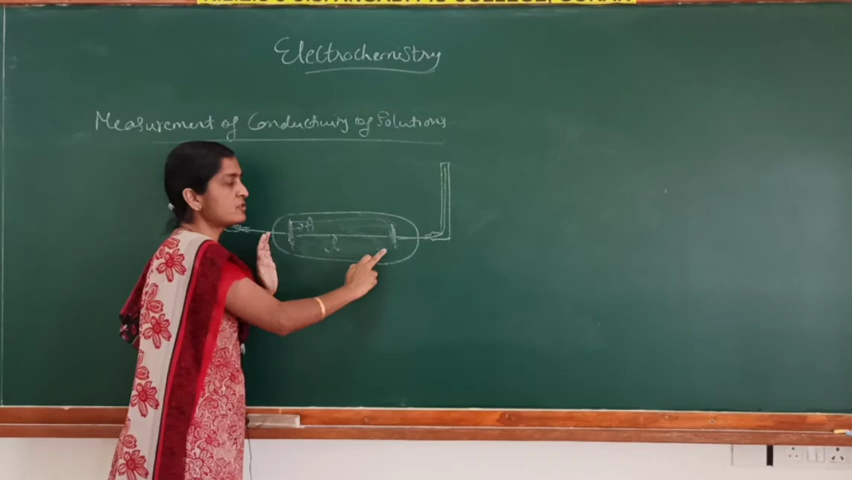 Electrochemistry
Measurement of Conductivity of Solutions
A
l